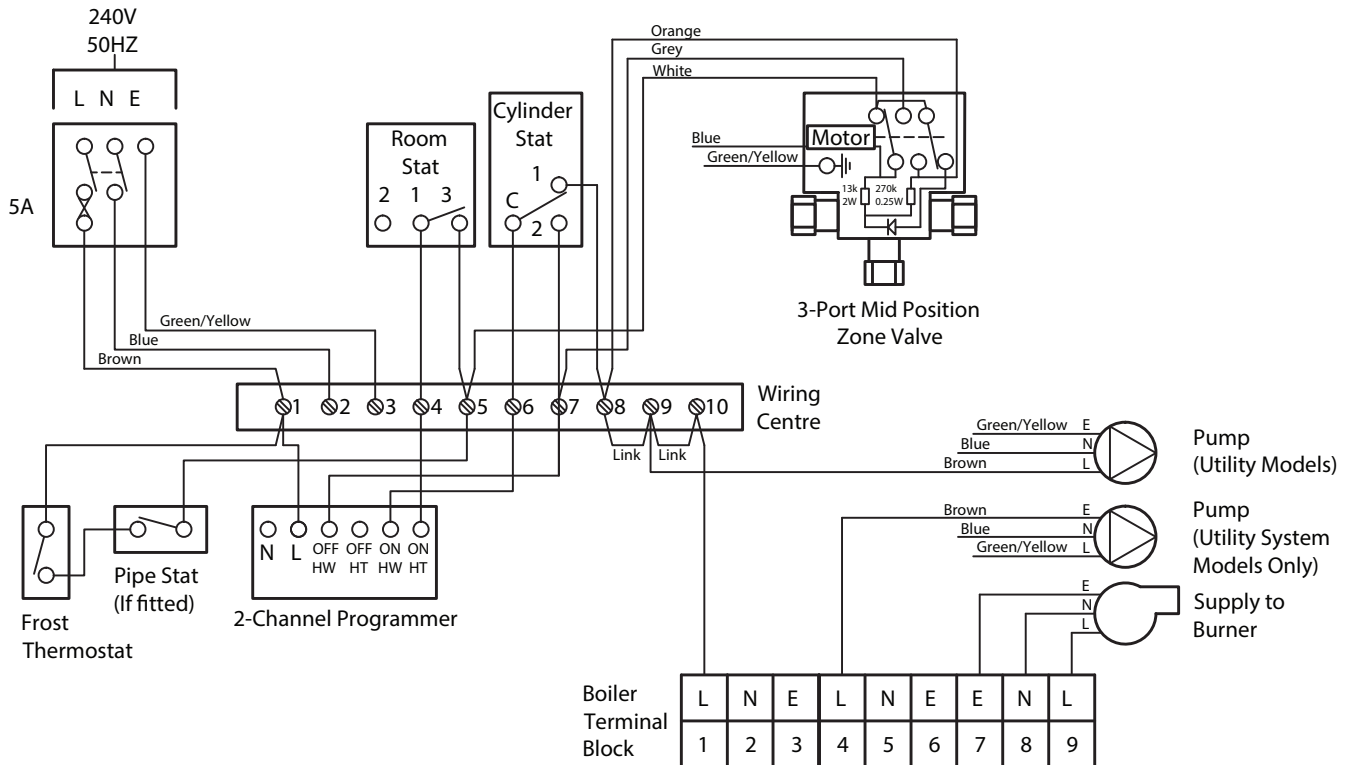 240V
50HZ
L N E
5A
Green/Yellow
Blue
Brown
Room
Stat
2 1 3
Cylinder
Stat
1
C
2
Orange
Grey
White
Blue
Green/Yellow
Motor
13k
2W
270k
0.25W
3-Port Mid Position
Zone Valve
1 2 3 4 5 6 7 8 9 10
Wiring
Centre
Link Link
Frost
Thermostat
Pipe Stat
(If fitted)
N L OFF OFF ON ON
HW HT HW HT
2-Channel Programmer
Green/Yellow E
Blue N
Brown L
Pump
(Utility Models)
Brown E
Blue N
Green/Yellow L
Pump
(Utility System
Models Only)
E
N
L
Supply to
Burner
Boiler
Terminal
Block
L N E L N E E N L
1 2 3 4 5 6 7 8 9